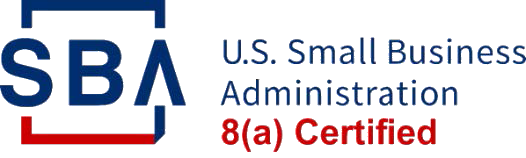 SBA
U.S. Small Business
Administration
8(a) Certified